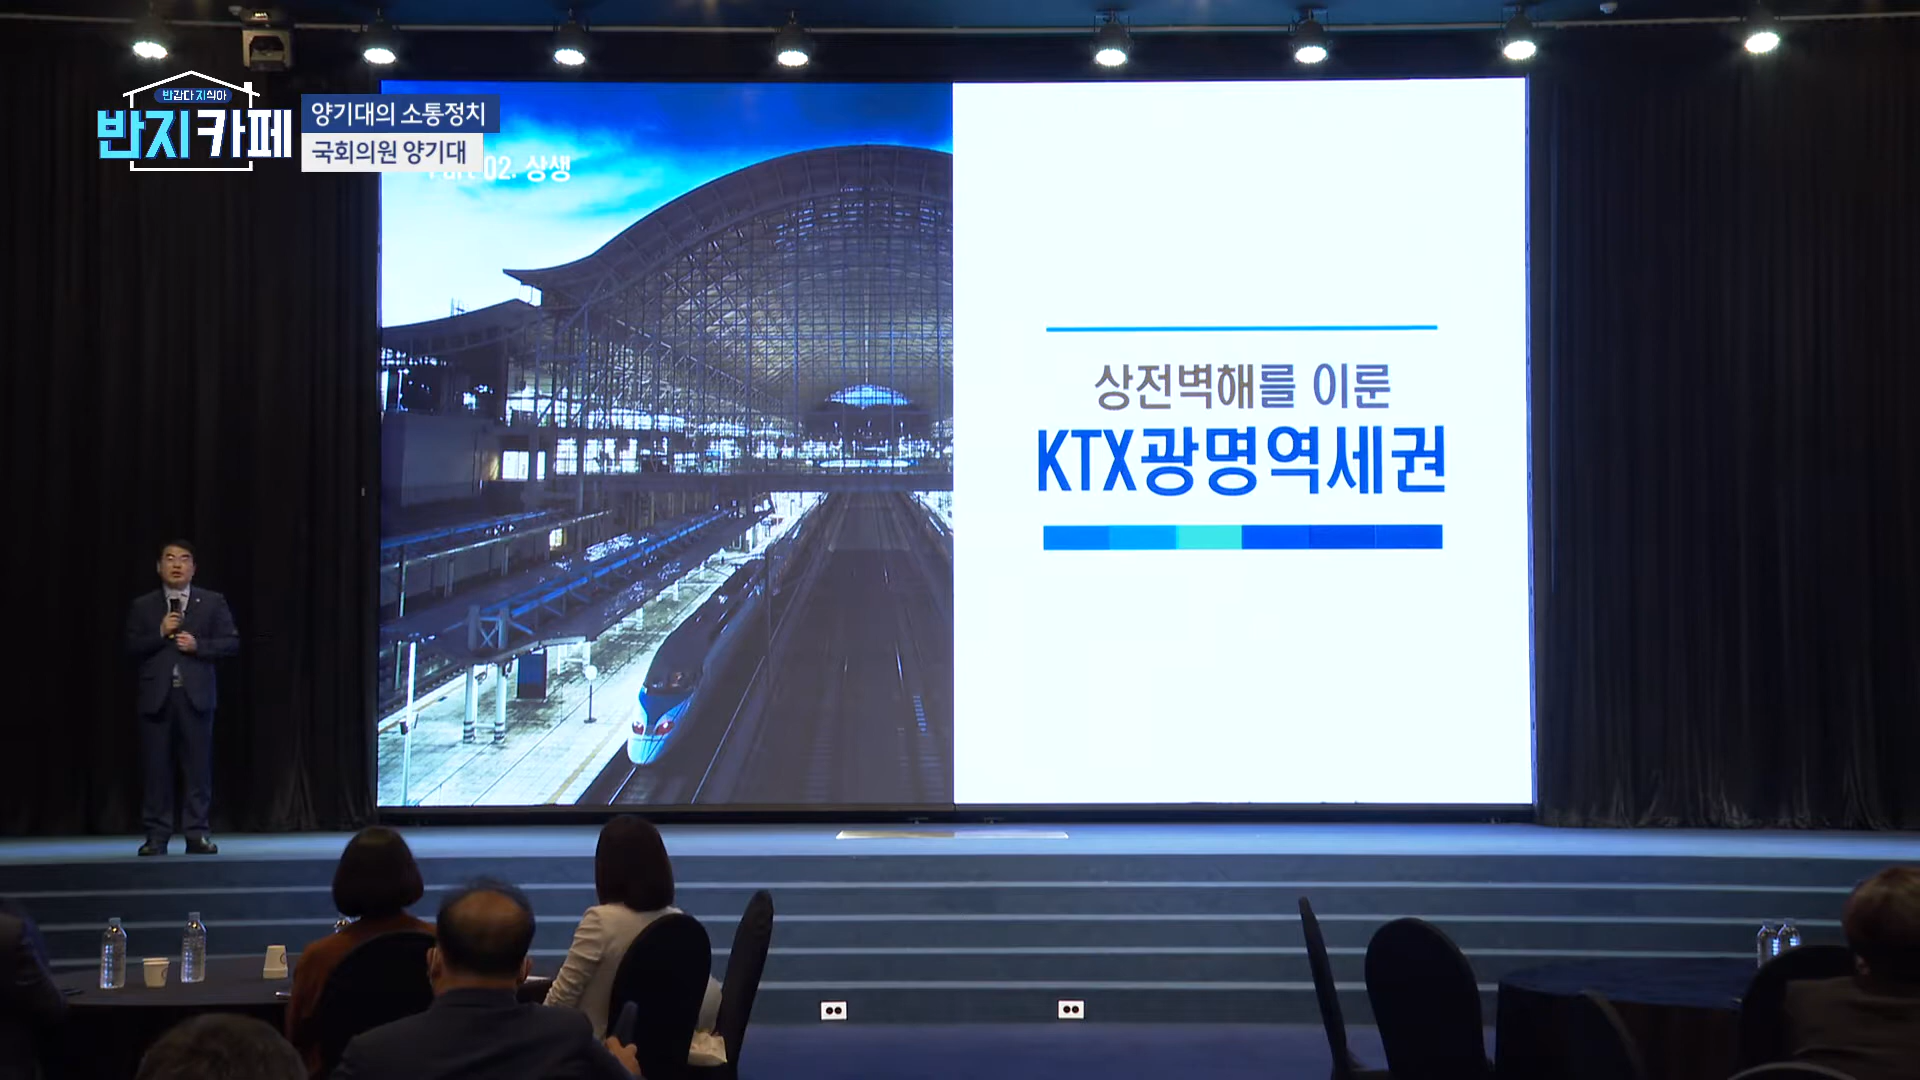 반갑다 지식아
반지카페
양기대의 소통정치
국회의원 양기대
02. 상생
상전벽해를 이룬
KTX광명역세권